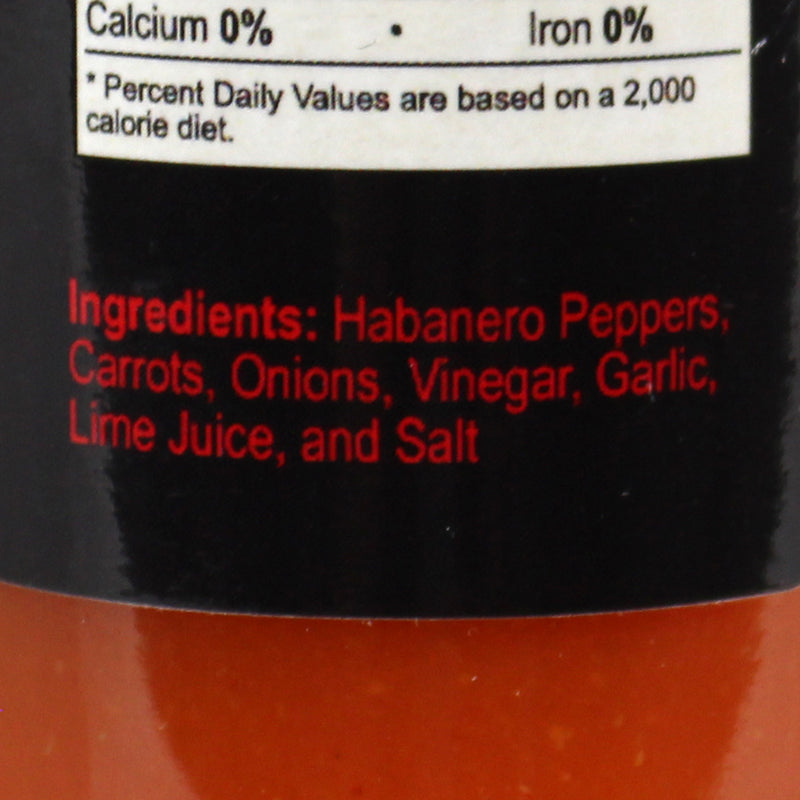 Calcium 0% • Iron 0%
* Percent Daily Values are based on a 2,000
calorie diet.
Ingredients: Habanero Peppers,
Carrots, Onions, Vinegar, Garlic,
Lime Juice, and Salt